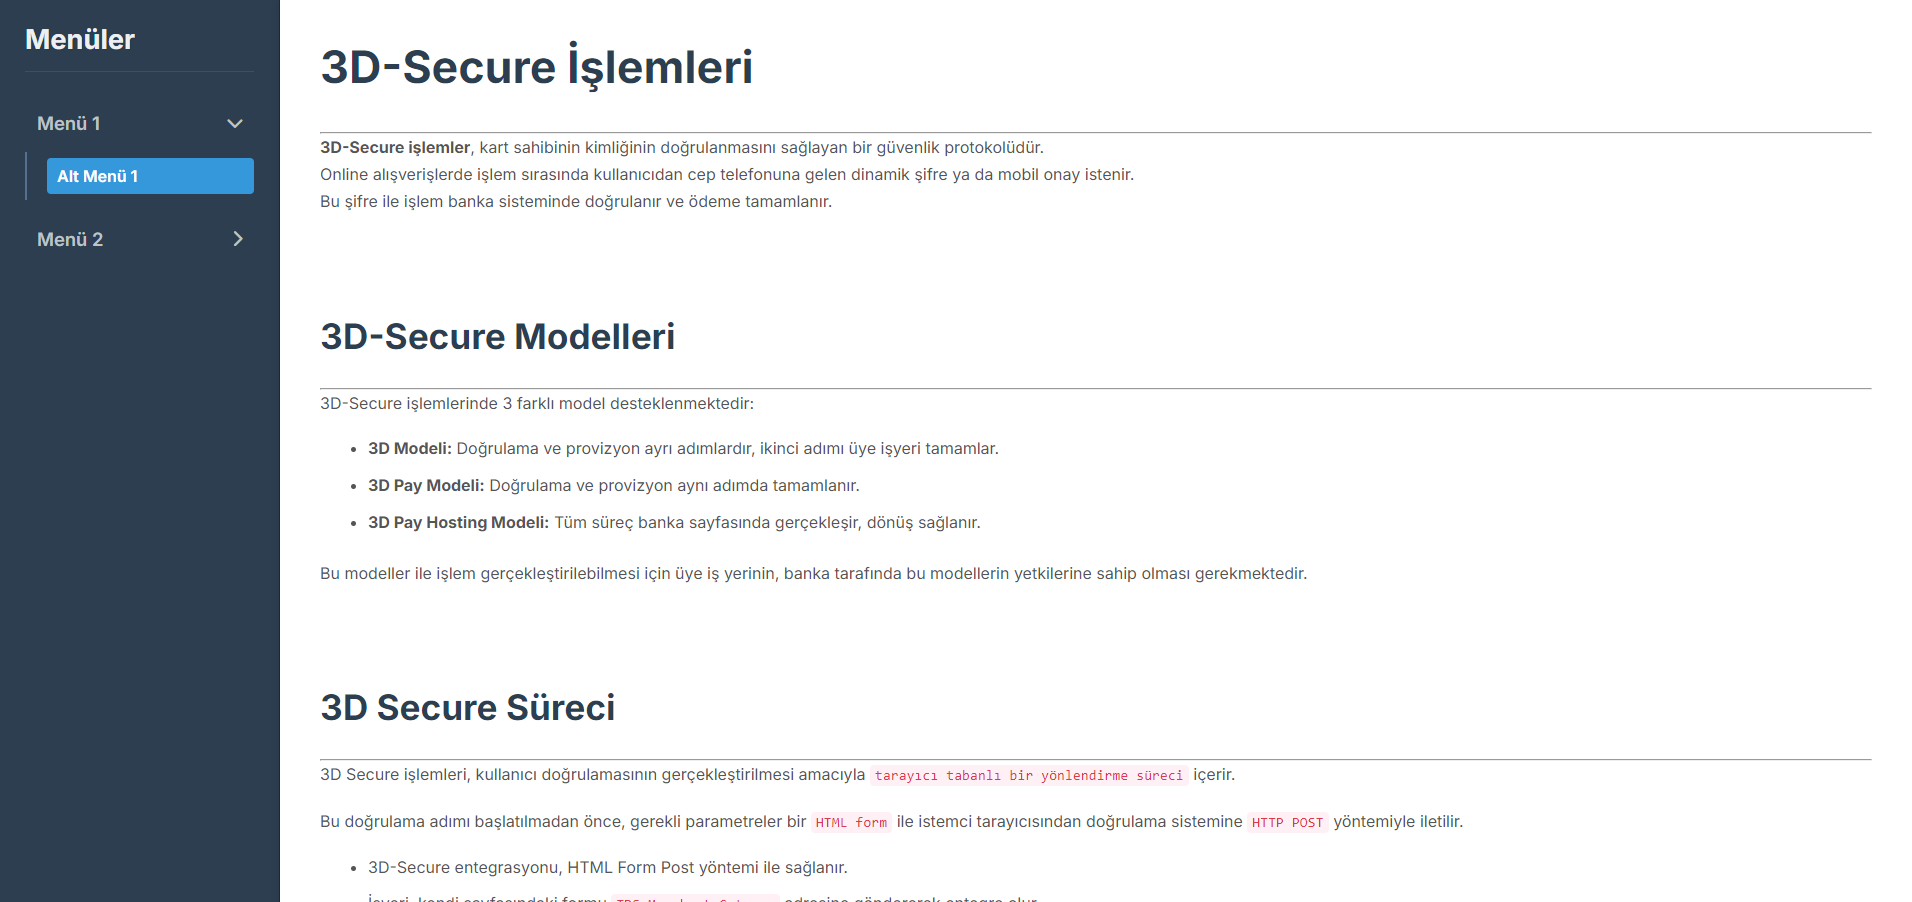 Menüler
Menü 1
Alt Menü 1
Menü 2
3D-Secure İşlemleri
3D-Secure işlemler, kart sahibinin kimliğinin doğrulanmasını sağlayan bir güvenlik protokolüdür.
Online alışverişlerde işlem sırasında kullanıcıdan cep telefonuna gelen dinamik şifre ya da mobil onay istenir.
Bu şifre ile işlem banka sisteminde doğrulanır ve ödeme tamamlanır.
3D-Secure Modelleri
3D-Secure işlemlerinde 3 farklı model desteklenmektedir:
• 3D Modeli: Doğrulama ve provizyon ayrı adımlardır, ikinci adımı üye işyeri tamamlar.
• 3D Pay Modeli: Doğrulama ve provizyon aynı adımda tamamlanır.
• 3D Pay Hosting Modeli: Tüm süreç banka sayfasında gerçekleşir, dönüş sağlanır.
Bu modeller ile işlem gerçekleştirilebilmesi için üye iş yerinin, banka tarafında bu modellerin yetkilerine sahip olması gerekmektedir.
3D Secure Süreci
3D Secure işlemleri, kullanıcı doğrulamasının gerçekleştirilmesi amacıyla tarayıcı tabanlı bir yönlendirme süreci içerir.
Bu doğrulama adımı başlatılmadan önce, gerekli parametreler bir HTML form ile istemci tarayıcısından doğrulama sistemine HTTP POST yöntemiyle iletilir.
• 3D-Secure entegrasyonu, HTML Form Post yöntemi ile sağlanır.
İşyeri, kendi sayfasındaki formu adresine göndererek entegre olur.